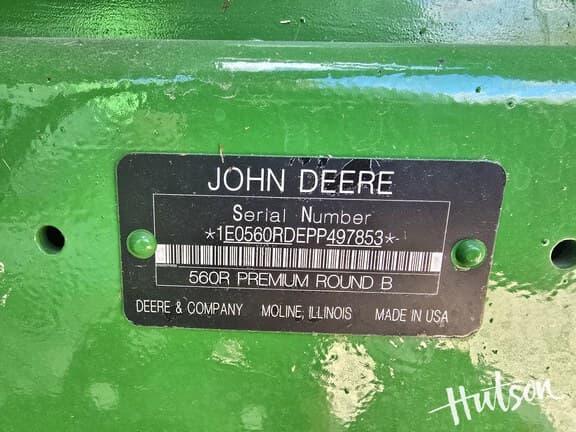 JOHN DEERE
Serial Number
*1E0560RDEPP497853*
560R PREMIUM ROUND B
DEERE & COMPANY MOLINE, ILLINOIS MADE IN USA
Hutson